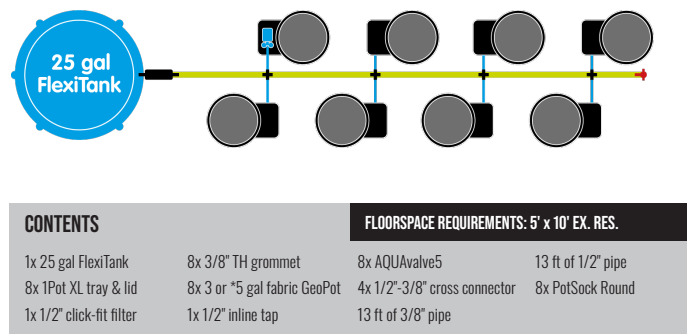 25 gal
FlexiTank
CONTENTS
FLOORSPACE REQUIREMENTS: 5' x 10' EX. RES.
1x 25 gal FlexiTank
8x 1Pot XL tray & lid
1x 1/2" click-fit filter
8x 3/8" TH grommet
8x 3 or *5 gal fabric GeoPot
1x 1/2" inline tap
8x AQUAvalve5
4x 1/2"-3/8" cross connector
13 ft of 3/8" pipe
13 ft of 1/2" pipe
8x PotSock Round